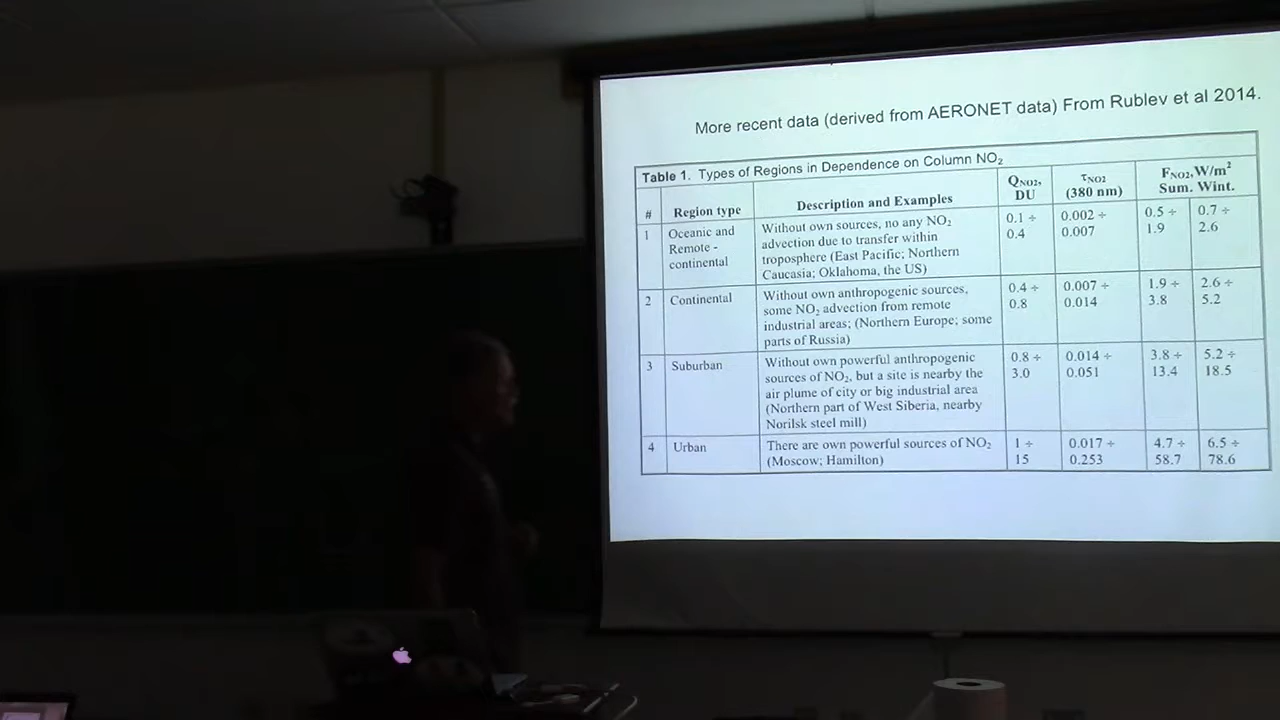 More recent data (derived from AERONET data) From Rublev et al 2014.
Table 1. Types of Regions in Dependence on Column NO₂
# Region type Description and Examples Q_NO2, DU τ_NO2 (380 nm) F_NO2, W/m² Sum. Wint.
1 Oceanic and Remote - continental
Without own sources, no any NO₂
advection due to transfer within
troposphere (East Pacific; Northern
Caucasia; Oklahoma, the US)
0.1 ÷ 0.4
0.002 ÷ 0.007
0.5 ÷ 1.9
0.7 ÷ 2.6
2 Continental
Without own anthropogenic sources,
some NO₂ advection from remote
industrial areas; (Northern Europe; some
parts of Russia)
0.4 ÷ 0.8
0.007 ÷ 0.014
1.9 ÷ 3.8
2.6 ÷ 5.2
3 Suburban
Without own powerful anthropogenic
sources of NO₂, but a site is nearby the
air plume of city or big industrial area
(Northern part of West Siberia, nearby
Norilsk steel mill)
0.8 ÷ 3.0
0.014 ÷ 0.051
3.8 ÷ 13.4
5.2 ÷ 18.5
4 Urban
There are own powerful sources of NO₂
(Moscow; Hamilton)
1 ÷ 15
0.017 ÷ 0.253
4.7 ÷ 58.7
6.5 ÷ 78.6